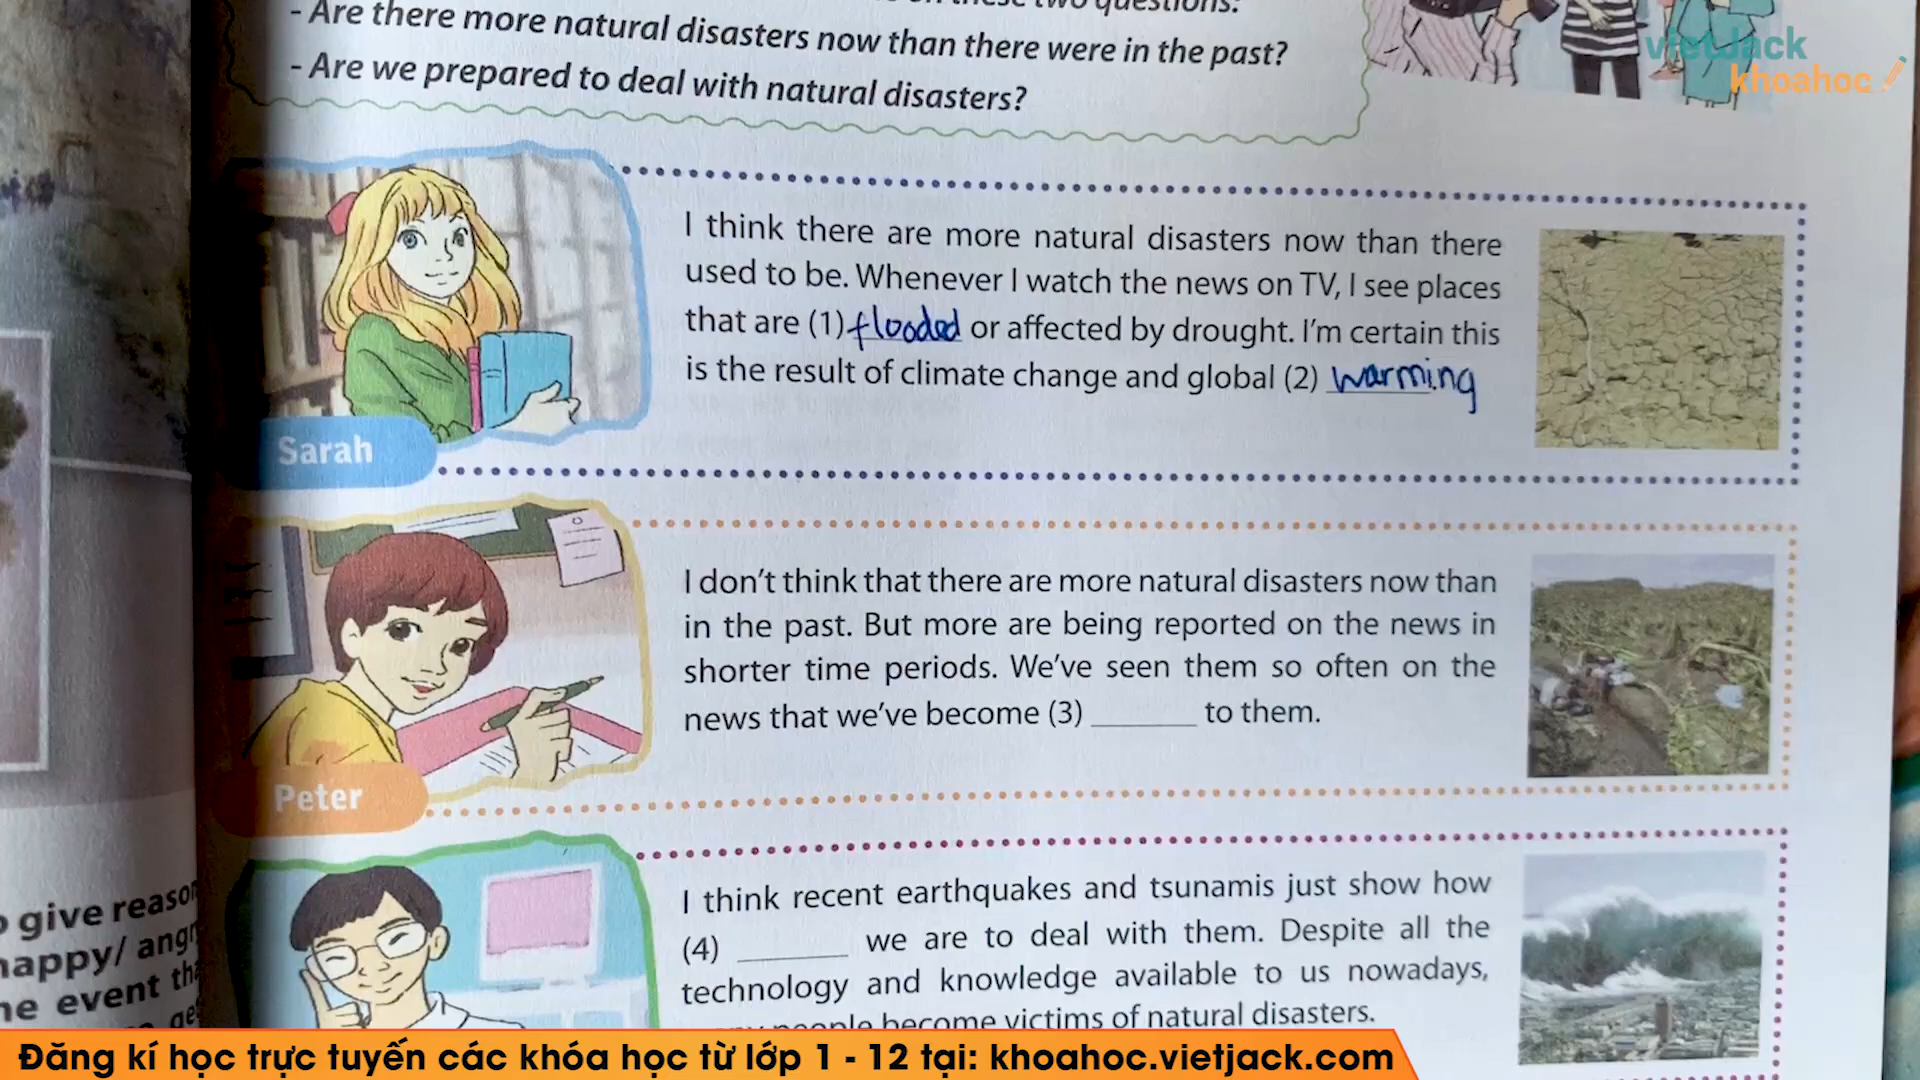 these two questions:
- Are there more natural disasters now than there were in the past?
- Are we prepared to deal with natural disasters?
vietJack
khoahoc
I think there are more natural disasters now than there
used to be. Whenever I watch the news on TV, I see places
that are (1) flooded or affected by drought. I'm certain this
is the result of climate change and global (2) warming
Sarah
I don't think that there are more natural disasters now than
in the past. But more are being reported on the news in
shorter time periods. We've seen them so often on the
news that we've become (3) ______ to them.
Peter
I think recent earthquakes and tsunamis just show how
(4) ______ we are to deal with them. Despite all the
technology and knowledge available to us nowadays,
people become victims of natural disasters.
give reason
happy/ angr
event th
Đăng kí học trực tuyến các khóa học từ lớp 1 - 12 tại: khoahoc.vietjack.com